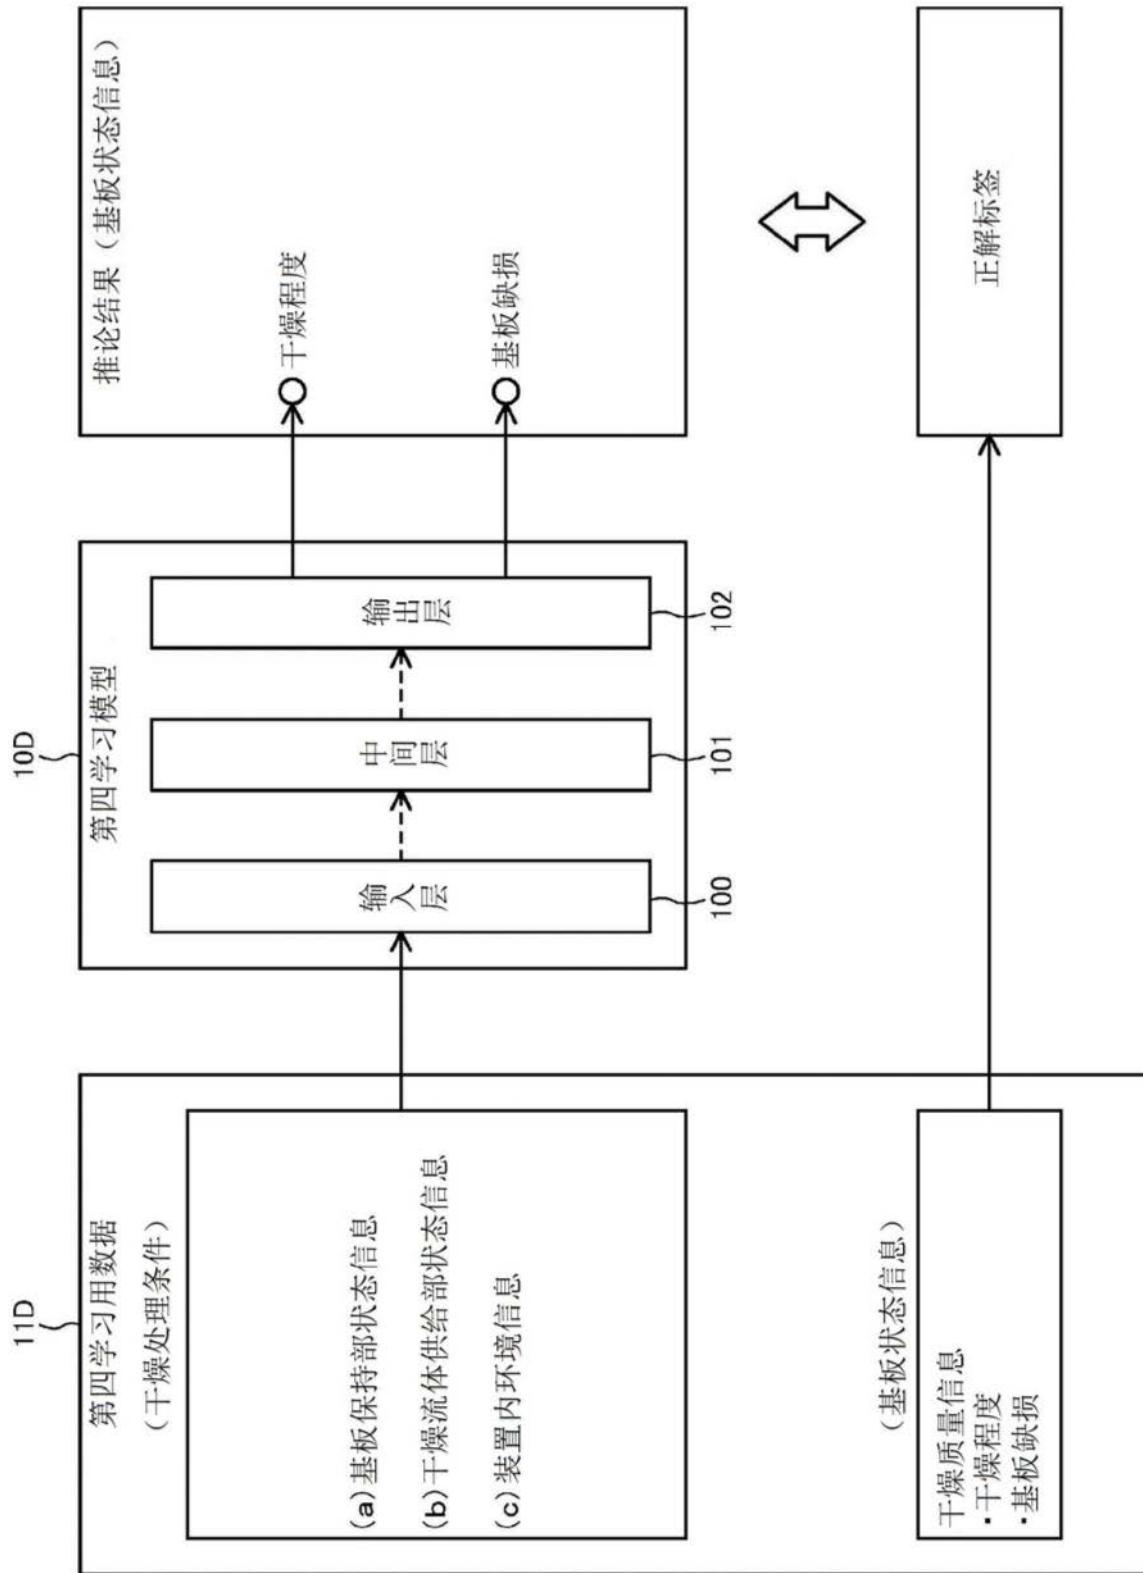 11D
第四学习用数据
（干燥处理条件）
(a)基板保持部状态信息
(b)干燥流体供给部状态信息
(c)装置内环境信息
（基板状态信息）
干燥质量信息
・干燥程度
・基板缺损
10D
第四学习模型
输入层
100
中间层
101
输出层
102
推论结果（基板状态信息）
干燥程度
基板缺损
正解标签